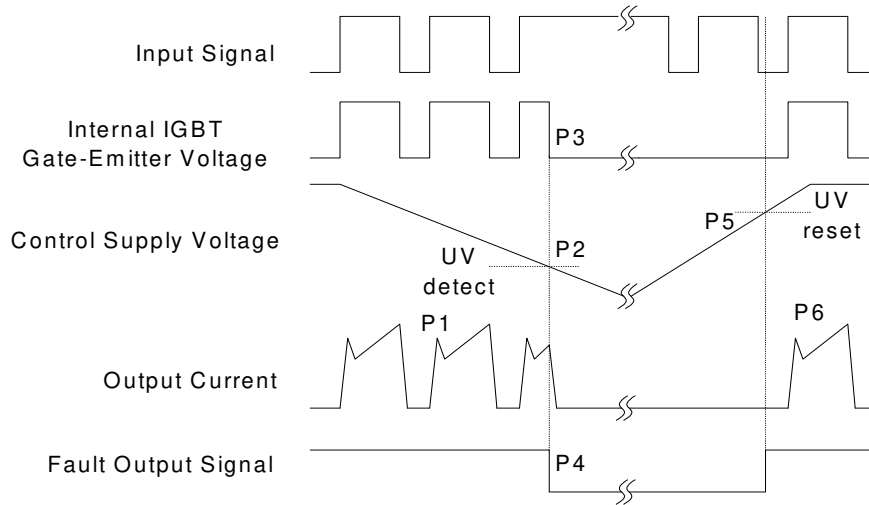 Input Signal
Internal IGBT
Gate-Emitter Voltage
P3
Control Supply Voltage
UV
detect
P2
P5
UV
reset
P1
P6
Output Current
Fault Output Signal
P4